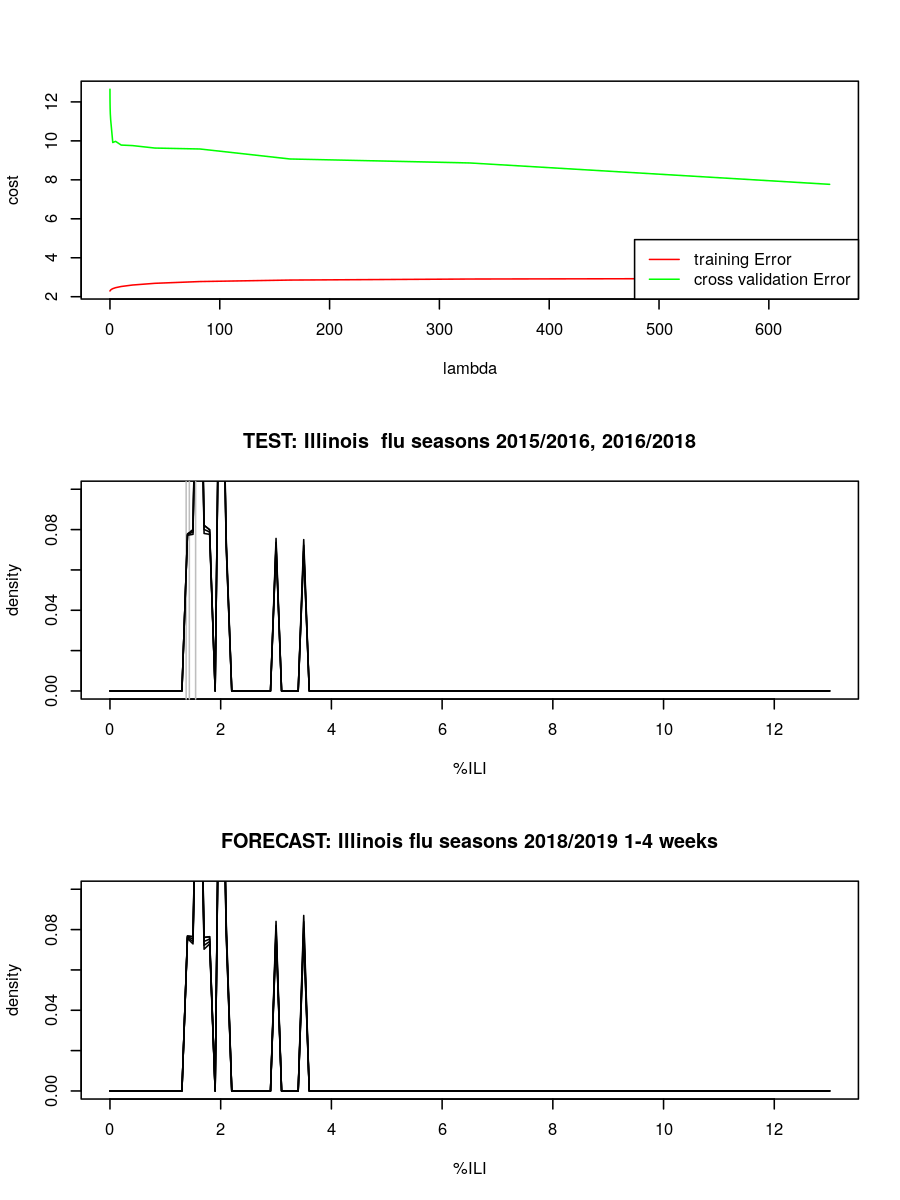 12
10
8
6
4
2
cost
training Error
cross validation Error
0 100 200 300 400 500 600
lambda
TEST: Illinois  flu seasons 2015/2016, 2016/2018
0.08
0.04
0.00
density
0 2 4 6 8 10 12
%ILI
FORECAST: Illinois flu seasons 2018/2019 1-4 weeks
0.08
0.04
0.00
density
0 2 4 6 8 10 12
%ILI